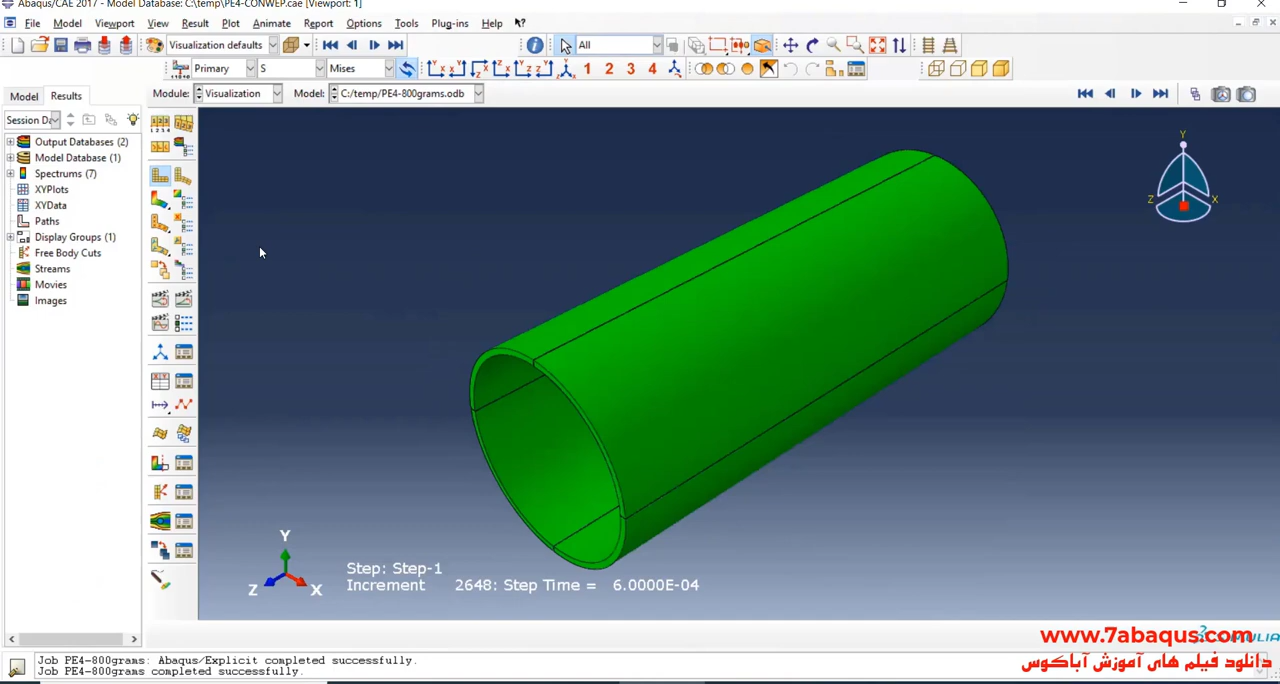 Abaqus/CAE 2017 - Model Database: C:\temp\PE4-CONWEP.cae [Viewport: 1]
File Model Viewport View Result Plot Animate Report Options Tools Plug-ins Help
Visualization defaults All
Primary S Mises 1 2 3 4
Model Results Module: Visualization Model: C:/temp/PE4-800grams.odb
Session Da
Output Databases (2)
Model Database (1)
Spectrums (7)
XYPlots
XYData
Paths
Display Groups (1)
Free Body Cuts
Streams
Movies
Images
Y
Z X
Y
Z X
Step: Step-1
Increment 2648: Step Time = 6.0000E-04
www.7abaqus.com
دانلود فیلم های آموزش آباکوس
Job PE4-800grams: Abaqus/Explicit completed successfully.
Job PE4-800grams completed successfully.